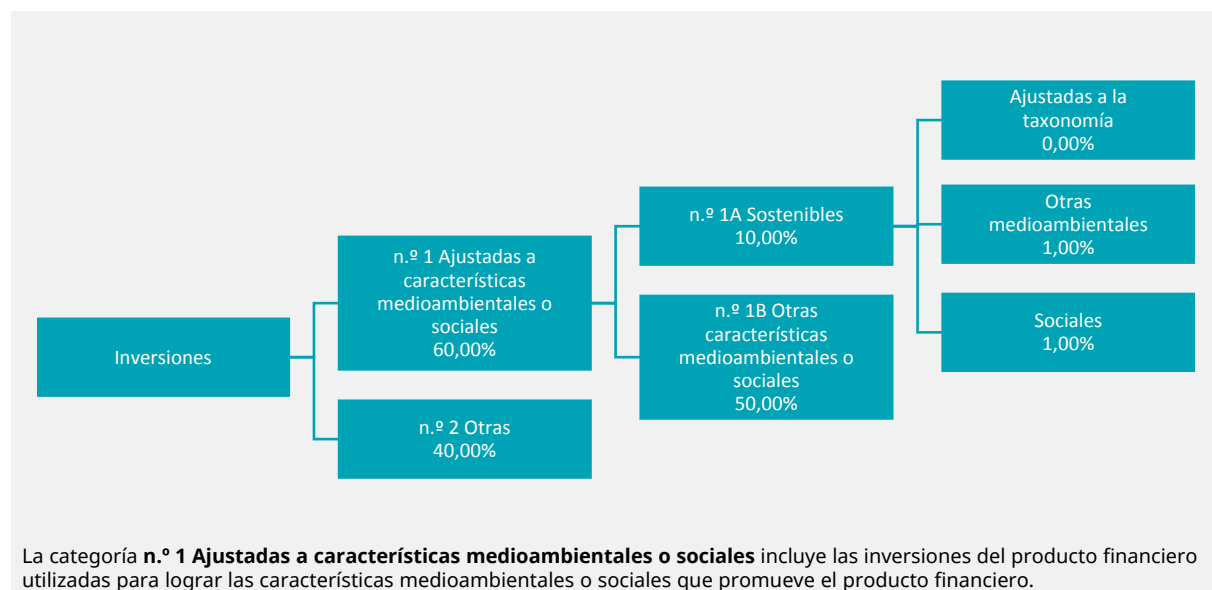 Inversiones
n.º 1 Ajustadas a
características
medioambientales o
sociales
60,00%
n.º 2 Otras
40,00%
n.º 1A Sostenibles
10,00%
n.º 1B Otras
características
medioambientales o
sociales
50,00%
Ajustadas a la
taxonomía
0,00%
Otras
medioambientales
1,00%
Sociales
1,00%
La categoría n.º 1 Ajustadas a características medioambientales o sociales incluye las inversiones del producto financiero
utilizadas para lograr las características medioambientales o sociales que promueve el producto financiero.